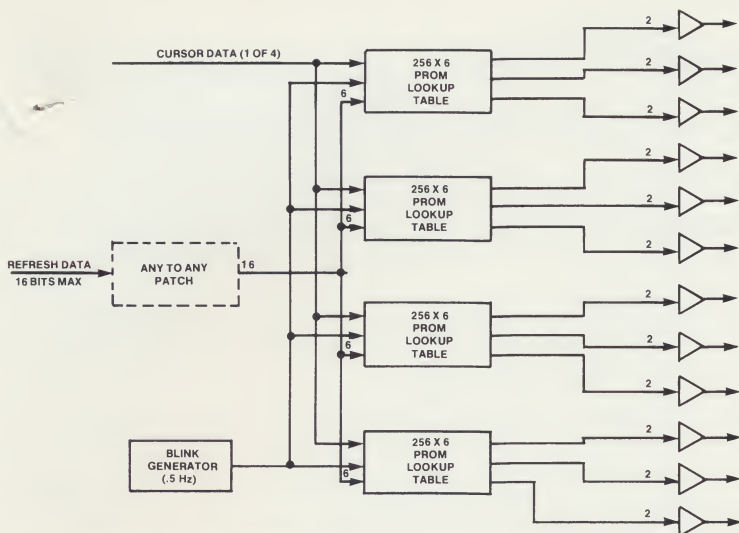 CURSOR DATA (1 OF 4)
256 X 6
PROM
LOOKUP
TABLE
6
2
2
2
256 X 6
PROM
LOOKUP
TABLE
6
2
2
2
REFRESH DATA
16 BITS MAX
ANY TO ANY
PATCH
16
256 X 6
PROM
LOOKUP
TABLE
6
2
2
2
BLINK
GENERATOR
(.5 Hz)
256 X 6
PROM
LOOKUP
TABLE
6
2
2
2